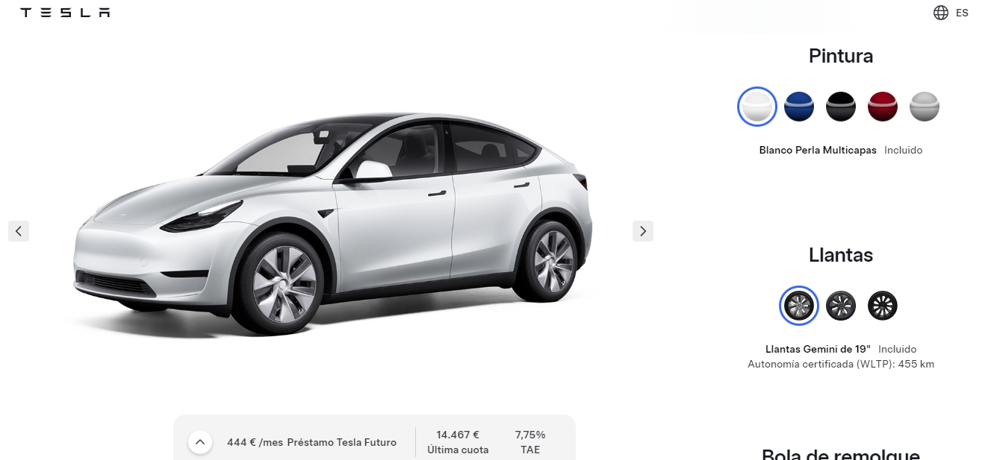 TESLA
ES
Pintura
Blanco Perla Multicapas Incluido
Llantas
Llantas Gemini de 19" Incluido
Autonomía certificada (WLTP): 455 km
444 € /mes Préstamo Tesla Futuro
14.467 €
Última cuota
7,75%
TAE
Bola de remolque